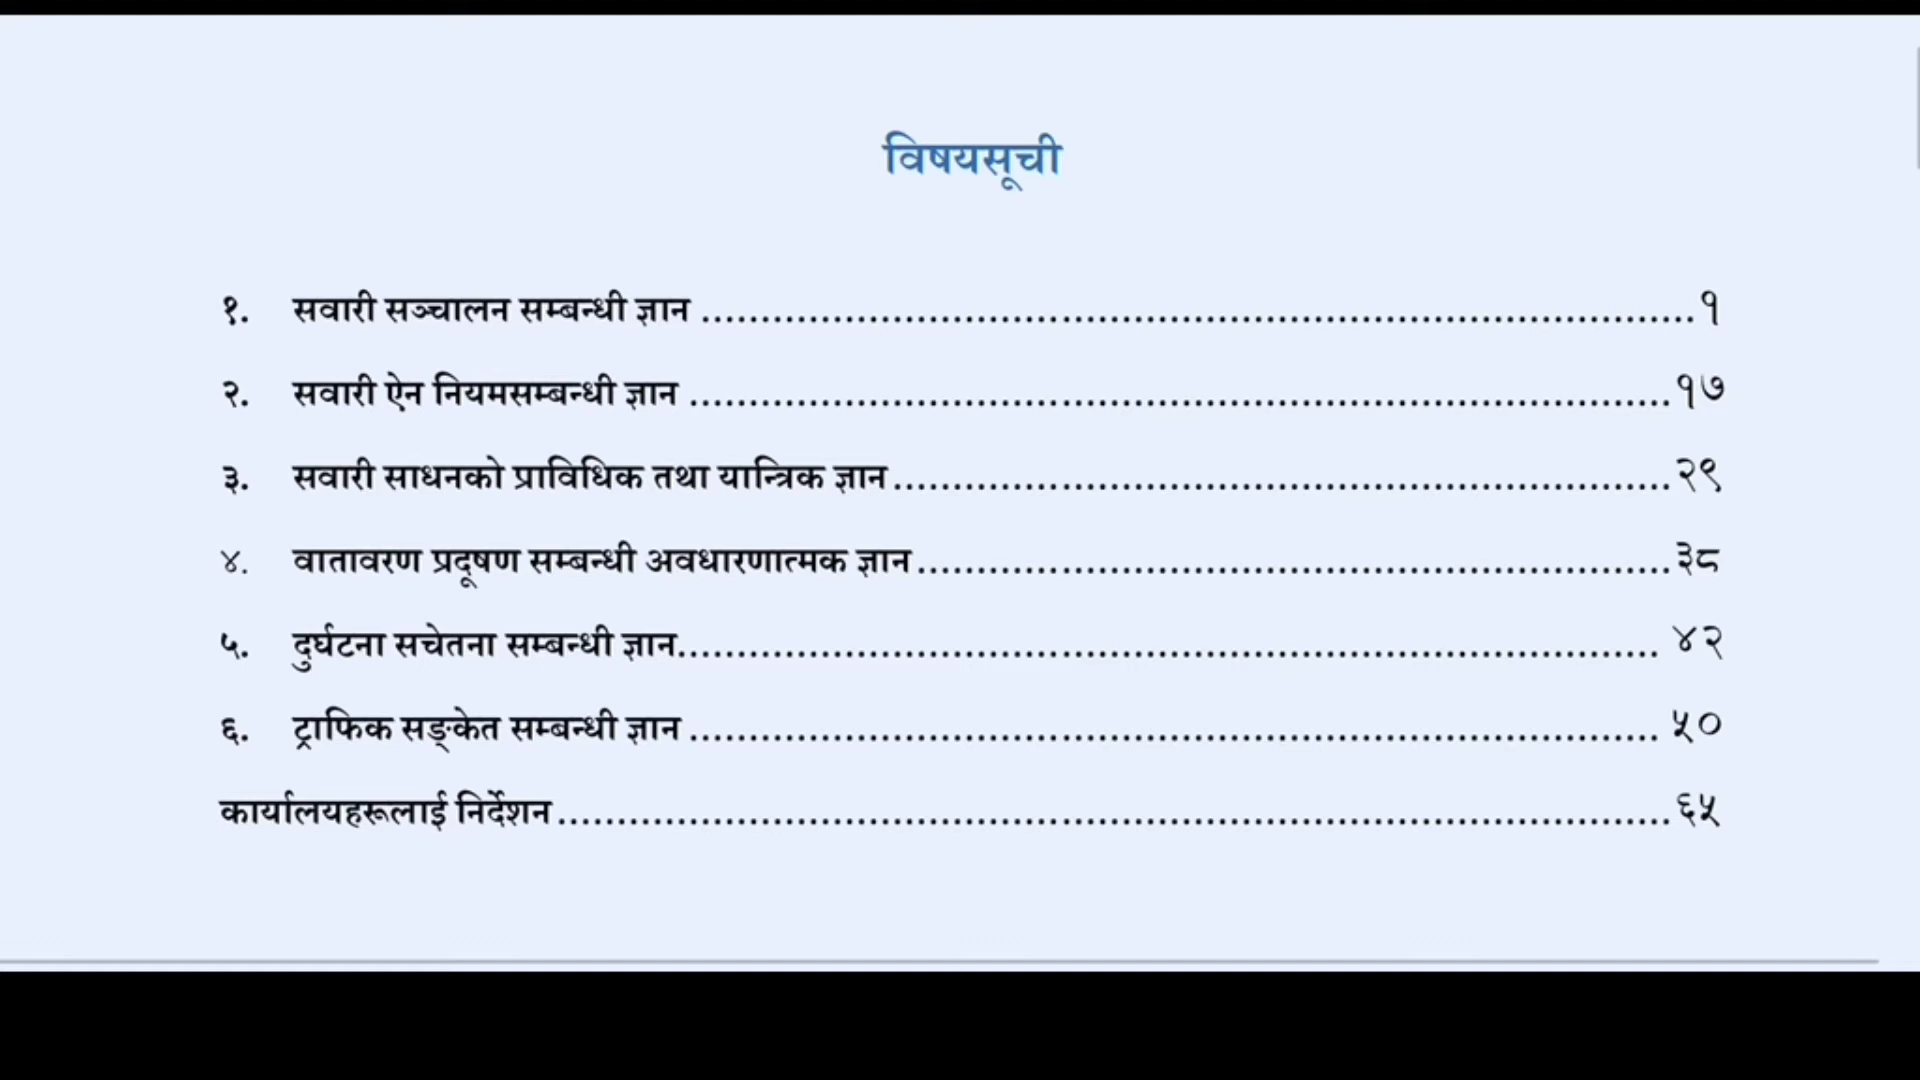 विषयसूची
१. सवारी सञ्चालन सम्बन्धी ज्ञान ................................................................................१
२. सवारी ऐन नियमसम्बन्धी ज्ञान ................................................................................१७
३. सवारी साधनको प्राविधिक तथा यान्त्रिक ज्ञान................................................................२९
४. वातावरण प्रदूषण सम्बन्धी अवधारणात्मक ज्ञान..............................................................३८
५. दुर्घटना सचेतना सम्बन्धी ज्ञान................................................................................ ४२
६. ट्राफिक सङ्केत सम्बन्धी ज्ञान ................................................................................ ५०
कार्यालयहरूलाई निर्देशन............................................................................................६५